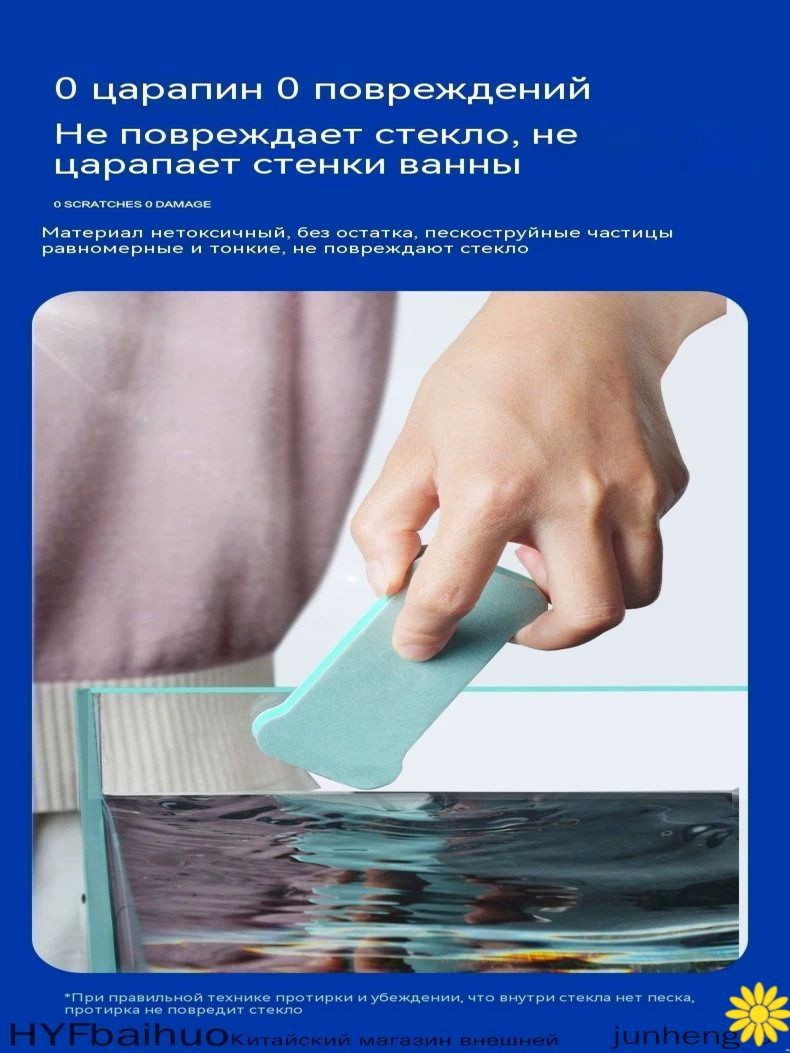 0 царапин 0 повреждений
Не повреждает стекло, не
царапает стенки ванны
0 SCRATCHES 0 DAMAGE
Материал нетоксичный, без остатка, пескоструйные частицы
равномерные и тонкие, не повреждают стекло
*При правильной технике протирки и убеждении, что внутри стекла нет песка,
протирка не повредит стекло
HYFbaihuoКитайский магазин внешней junheng